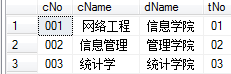 cNo cName dName tNo
1 001 网络工程 信息学院 01
2 002 信息管理 管理学院 02
3 003 统计学 统计学院 03